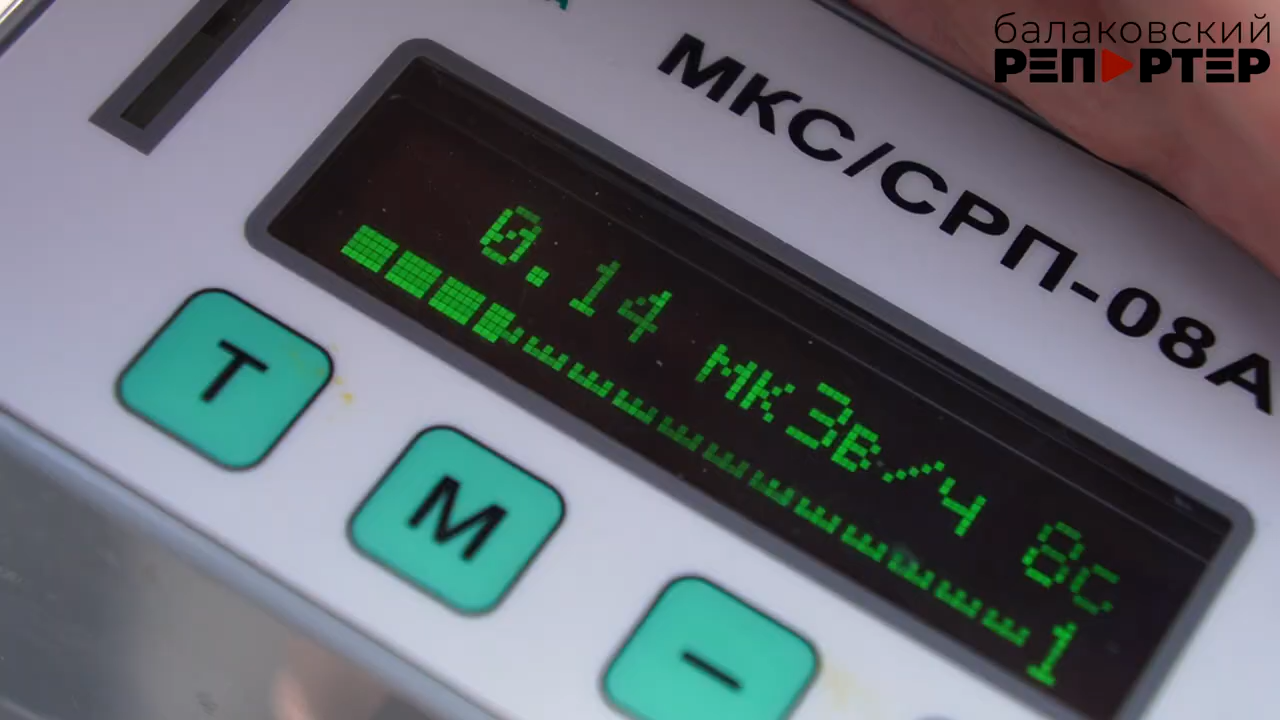 балаковский
РЕПОРТЕР
МКС/СРП-08А
0.14 мкЗв/ч 8с
1
Т
М
–